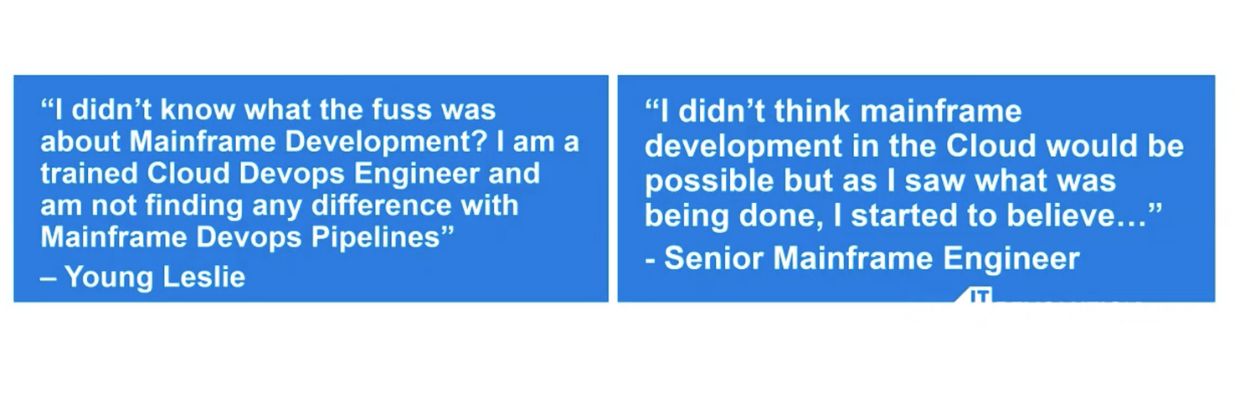 “I didn’t know what the fuss was
about Mainframe Development? I am a
trained Cloud Devops Engineer and
am not finding any difference with
Mainframe Devops Pipelines”
– Young Leslie
“I didn’t think mainframe
development in the Cloud would be
possible but as I saw what was
being done, I started to believe…”
- Senior Mainframe Engineer
IT